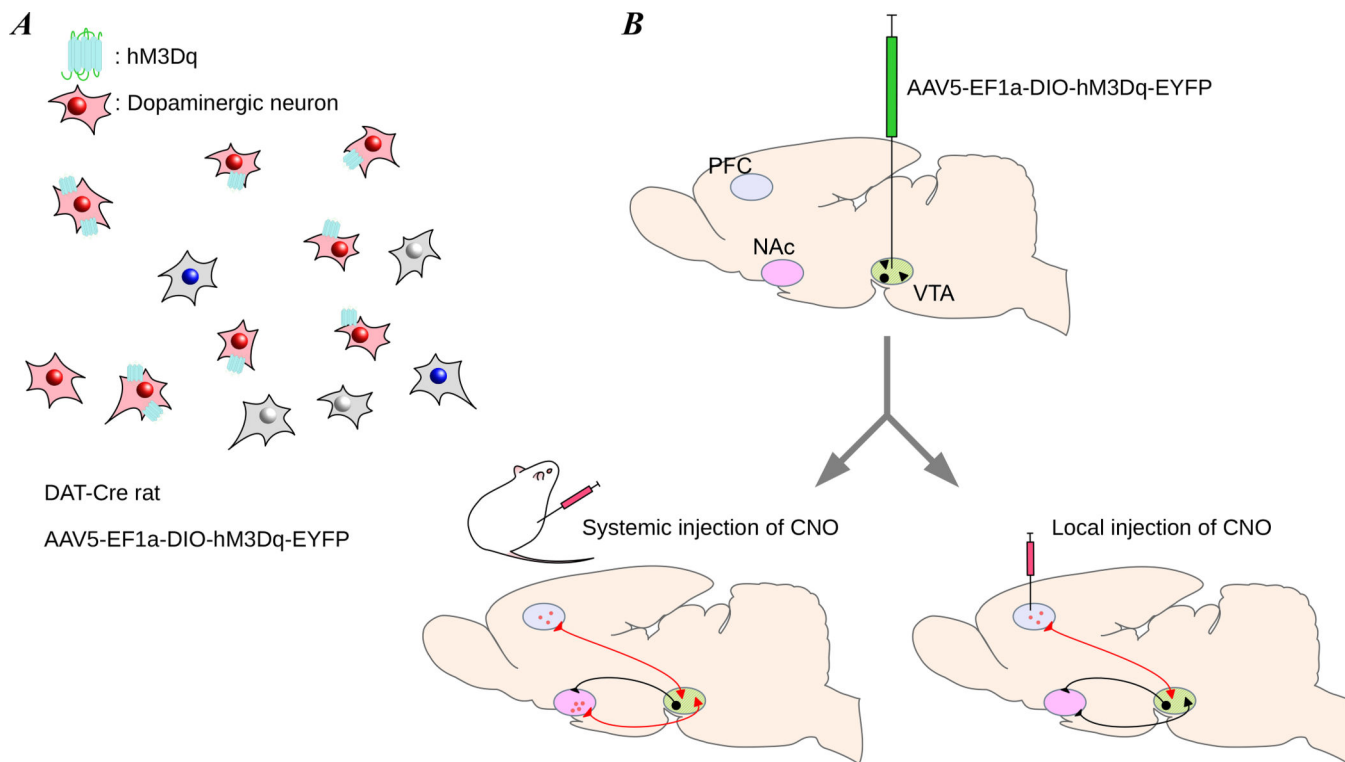 A
: hM3Dq
: Dopaminergic neuron
DAT-Cre rat
AAV5-EF1a-DIO-hM3Dq-EYFP
B
AAV5-EF1a-DIO-hM3Dq-EYFP
PFC
NAc
VTA
Systemic injection of CNO
Local injection of CNO